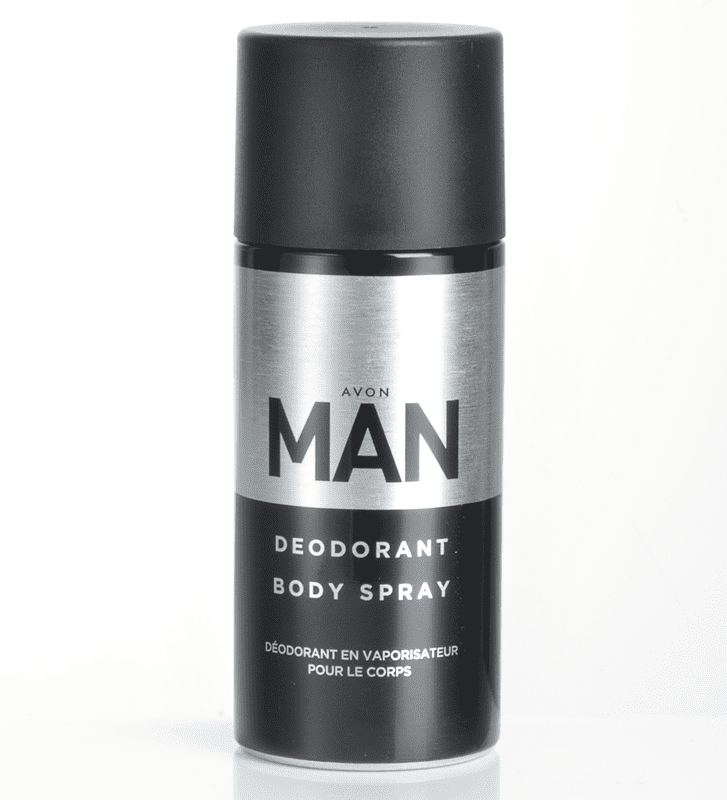 AVON
MAN
DEODORANT
BODY SPRAY
DÉODORANT EN VAPORISATEUR
POUR LE CORPS